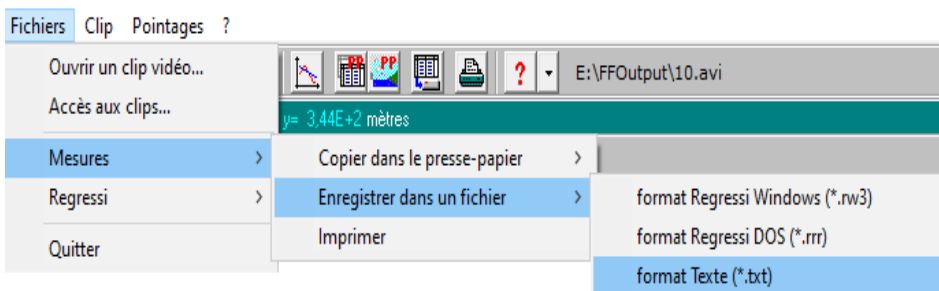 Fichiers Clip Pointages ?
Ouvrir un clip vidéo...
PP PP ? E:\FFOutput\10.avi
Accès aux clips...
y= 3,44E+2 mètres
Mesures > Copier dans le presse-papier >
Regressi > Enregistrer dans un fichier > format Regressi Windows (*.rw3)
Imprimer format Regressi DOS (*.rrr)
Quitter
format Texte (*.txt)